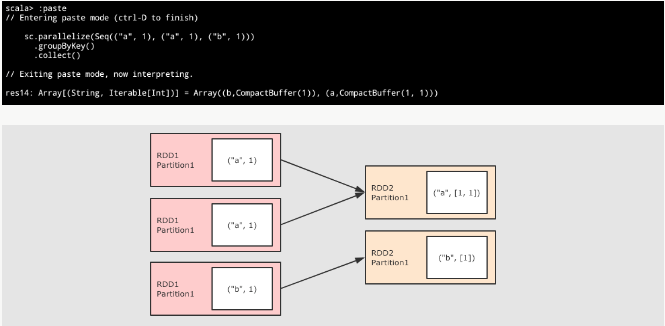 scala> :paste
// Entering paste mode (ctrl-D to finish)
sc.parallelize(Seq(("a", 1), ("a", 1), ("b", 1)))
.groupByKey()
.collect()
// Exiting paste mode, now interpreting.
res14: Array[(String, Iterable[Int])] = Array((b,CompactBuffer(1)), (a,CompactBuffer(1, 1)))
RDD1
Partition1
("a", 1)
RDD1
Partition1
("a", 1)
RDD1
Partition1
("b", 1)
RDD2
Partition1
("a", [1, 1])
RDD2
Partition1
("b", [1])